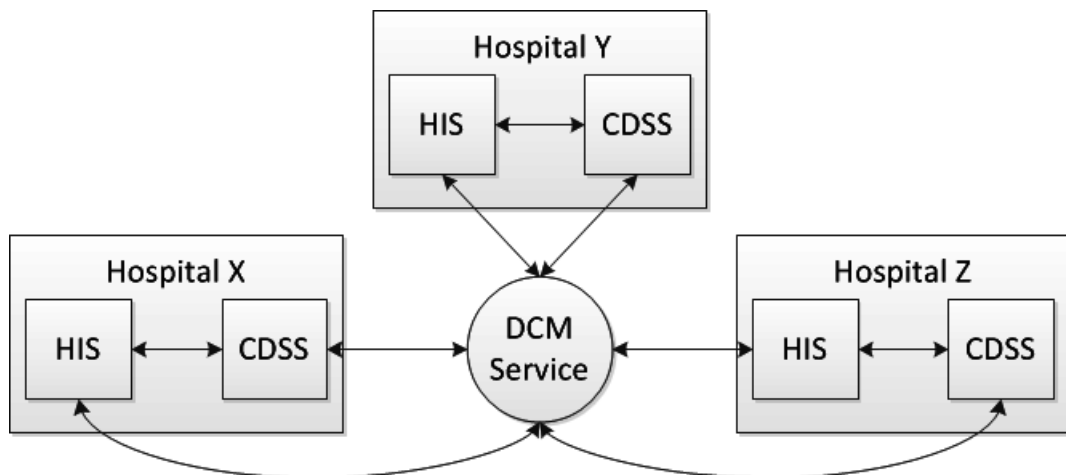 Hospital Y
HIS
CDSS
Hospital X
HIS
CDSS
DCM
Service
Hospital Z
HIS
CDSS